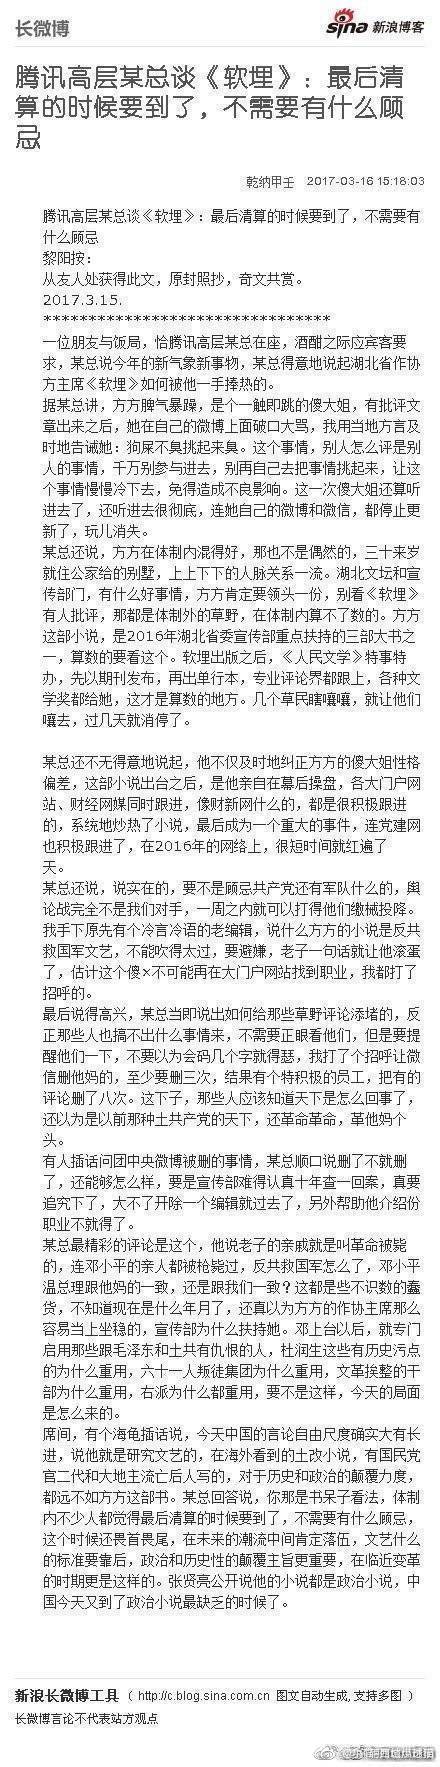 长微博
sina 新浪博客
腾讯高层某总谈《软埋》：最后清
算的时候要到了，不需要有什么顾
忌
乾纳甲壬 2017-03-16 15:18:03
腾讯高层某总谈《软埋》：最后清算的时候要到了，不需要有
什么顾忌
黎阳按：
从友人处获得此文，原封照抄，奇文共赏。
2017.3.15.
*********************************
一位朋友与饭局，恰腾讯高层某总在座，酒酣之际应宾客要
求，某总说今年的新气象新事物，某总得意地说起湖北省作协
方主席《软埋》如何被他一手捧热的。
据某总讲，方方脾气暴躁，是个一触即跳的傻大姐，有批评文
章出来之后，她在自己的微博上面破口大骂，我用当地方言及
时地告诫她：狗屎不臭挑起来臭。这个事情，别人怎么评是别
人的事情，千万别参与进去，别再自己去把事情挑起来，让这
个事情慢慢冷下去，免得造成不良影响。这一次傻大姐还算听
进去了，还听进去很彻底，连她自己的微博和微信，都停止更
新了，玩儿消失。
某总还说，方方在体制内混得好，那也不是偶然的，三十来岁
就住公家给的别墅，上上下下的人脉关系一流。湖北文坛和宣
传部门，有什么好事情，方方肯定要领头一份，别看《软埋》
有人批评，那都是体制外的草野，在体制内算不了数的。方方
这部小说，是2016年湖北省委宣传部重点扶持的三部大书之
一，算数的要看这个。软埋出版之后，《人民文学》特事特
办，先以期刊发布，再出单行本，专业评论界都跟上，各种文
学奖都给她，这才是算数的地方。几个草民瞎嚷嚷，就让他们
嚷去，过几天就消停了。
某总还不无得意地说起，他不仅及时地纠正方方的傻大姐性格
偏差，这部小说出台之后，是他亲自在幕后操盘，各大门户网
站、财经网媒同时跟进，像财新网什么的，都是很积极跟进
的，系统地炒热了小说，最后成为一个重大的事件，连党建网
也积极跟进了，在2016年的网络上，很短时间就红遍了
天。
某总还说，说实在的，要不是顾忌共产党还有军队什么的，舆
论战完全不是我们对手，一周之内就可以打得他们缴械投降。
我手下原先有个冷言冷语的老编辑，说什么方方的小说是反共
救国军文艺，不能吹得太过，要避嫌，老子一句话就让他滚蛋
了，估计这个傻×不可能再在大门户网站找到职业，我都打了
招呼的。
最后说得高兴，某总当即说出如何给那些草野评论添堵的，反
正那些人也搞不出什么事情来，不需要正眼看他们，但是要提
醒他们一下，不要以为会码几个字就得瑟，我打了个招呼让微
信删他妈的，至少要删三次，结果有个特积极的员工，把有的
评论删了八次。这下子，那些人应该知道天下是怎么回事了，
还以为是以前那种土共产党的天下，还革命革命，革他妈个
头。
有人插话问团中央微博被删的事情，某总顺口说删了不就删
了，还能够怎么样，要是宣传部难得认真十年查一回案，真要
追究下了，大不了开除一个编辑就过去了，另外帮助他介绍份
职业不就得了。
某总最精彩的评论是这个，他说老子的亲戚就是叫革命被毙
的，连邓小平的亲人都被枪毙过，反共救国军怎么了，邓小平
温总理跟他妈的一致，还是跟我们一致？这都是些不识数的蠢
货，不知道现在是什么年月了，还真以为方方的作协主席那么
容易当上坐稳的，宣传部为什么扶持她。邓上台以后，就专门
启用那些跟毛泽东和土共有仇恨的人，杜润生这些有历史污点
的为什么重用，六十一人叛徒集团为什么重用，文革挨整的干
部为什么重用，右派为什么都重用，要不是这样，今天的局面
是怎么来的。
席间，有个海龟插话说，今天中国的言论自由尺度确实大有长
进，说他就是研究文艺的，在海外看到的土改小说，有国民党
官二代和大地主流亡后人写的，对于历史和政治的颠覆力度，
都远不如方方这部书。某总回答说，你那是书呆子看法，体制
内不少人都觉得最后清算的时候要到了，不需要有什么顾忌，
这个时候还畏首畏尾，在未来的潮流中间肯定落伍，文艺什么
的标准要靠后，政治和历史性的颠覆主旨更重要，在临近变革
的时期更是这样的。张贤亮公开说他的小说都是政治小说，中
国今天又到了政治小说最缺乏的时候了。
新浪长微博工具（ http://c.blog.sina.com.cn 图文自动生成, 支持多图 ）
长微博言论不代表站方观点